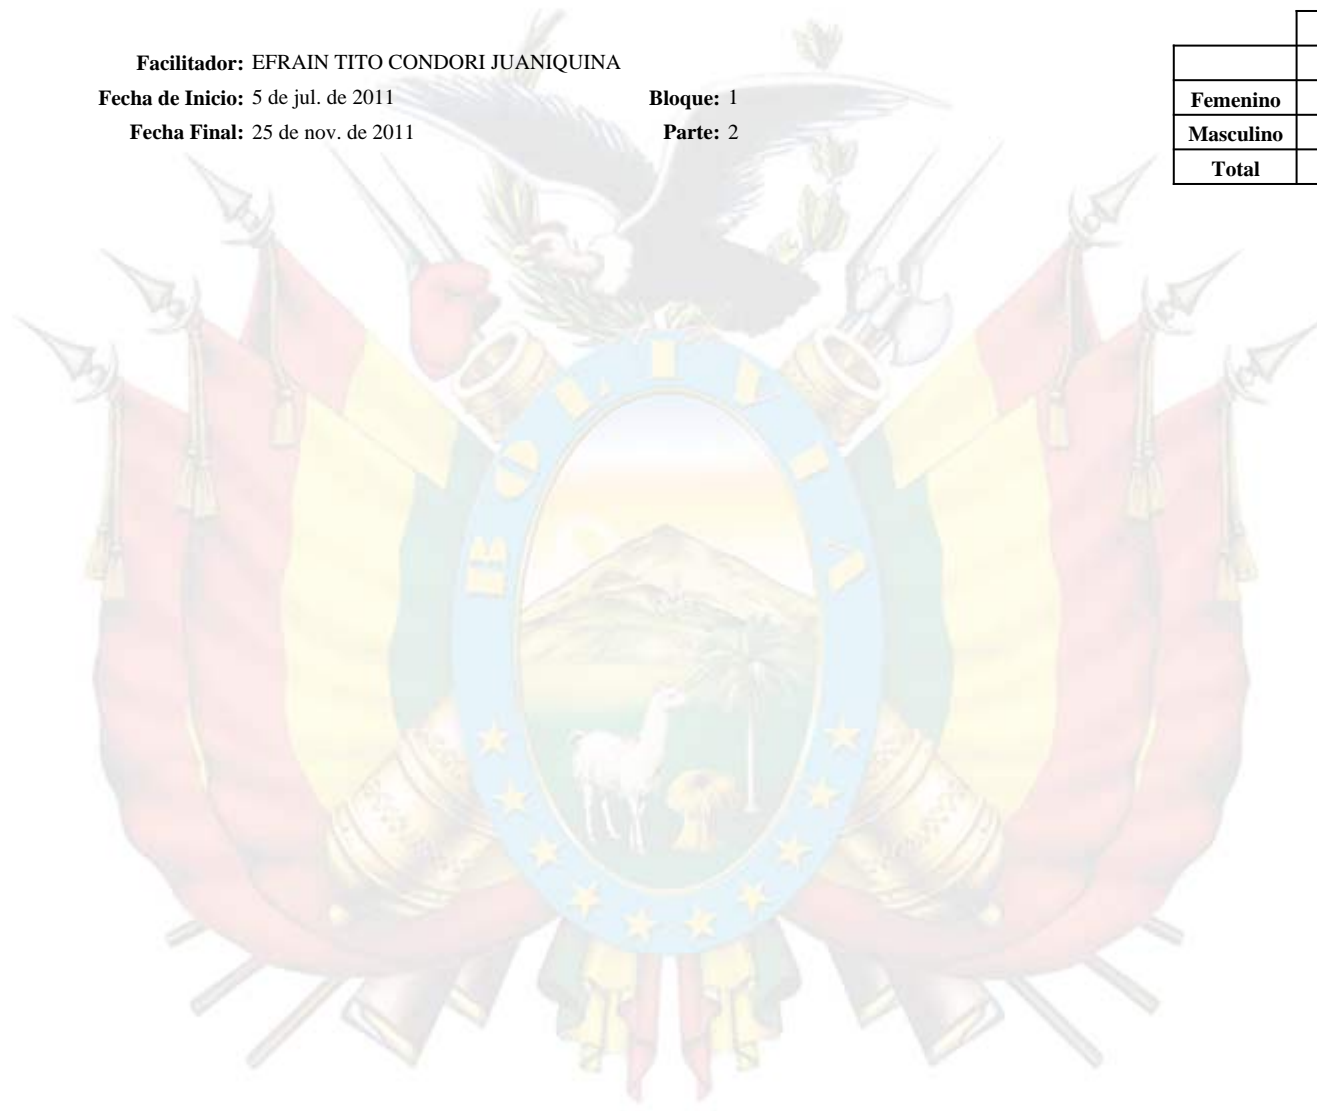 Facilitador: EFRAIN TITO CONDORI JUANIQUINA
Fecha de Inicio: 5 de jul. de 2011 Bloque: 1
Fecha Final: 25 de nov. de 2011 Parte: 2
Femenino
Masculino
Total
BOLIVIA